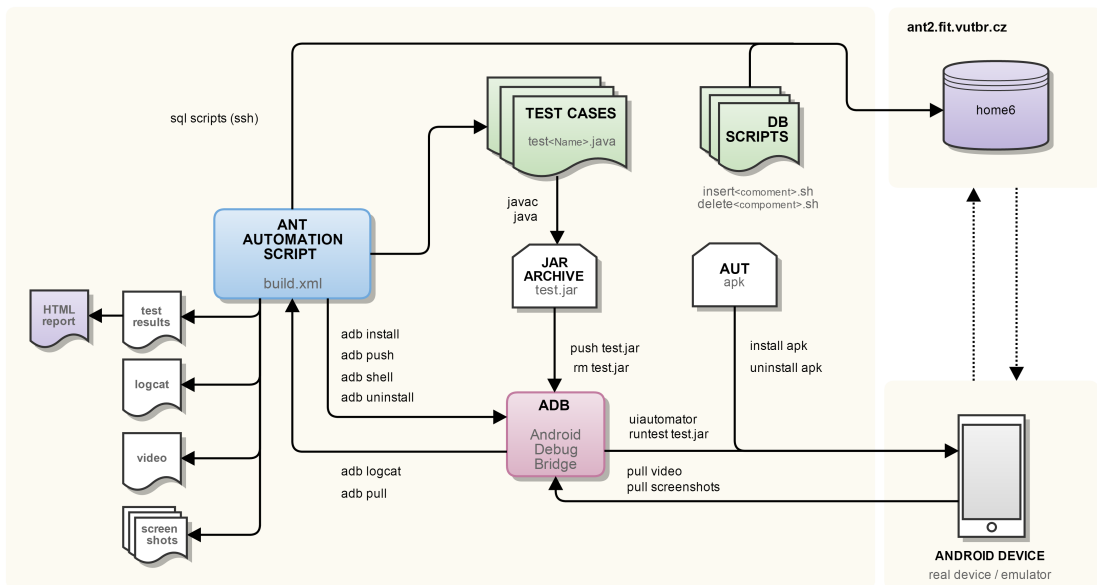 ant2.fit.vutbr.cz
home6
sql scripts (ssh)
TEST CASES
test<Name>.java
DB
SCRIPTS
insert<comoment>.sh
delete<compoment>.sh
javac
java
ANT
AUTOMATION
SCRIPT
build.xml
JAR
ARCHIVE
test.jar
AUT
apk
HTML
report
test
results
logcat
video
screen
shots
adb install
adb push
adb shell
adb uninstall
push test.jar
rm test.jar
install apk
uninstall apk
ADB
Android
Debug
Bridge
uiautomator
runtest test.jar
adb logcat
adb pull
pull video
pull screenshots
ANDROID DEVICE
real device / emulator